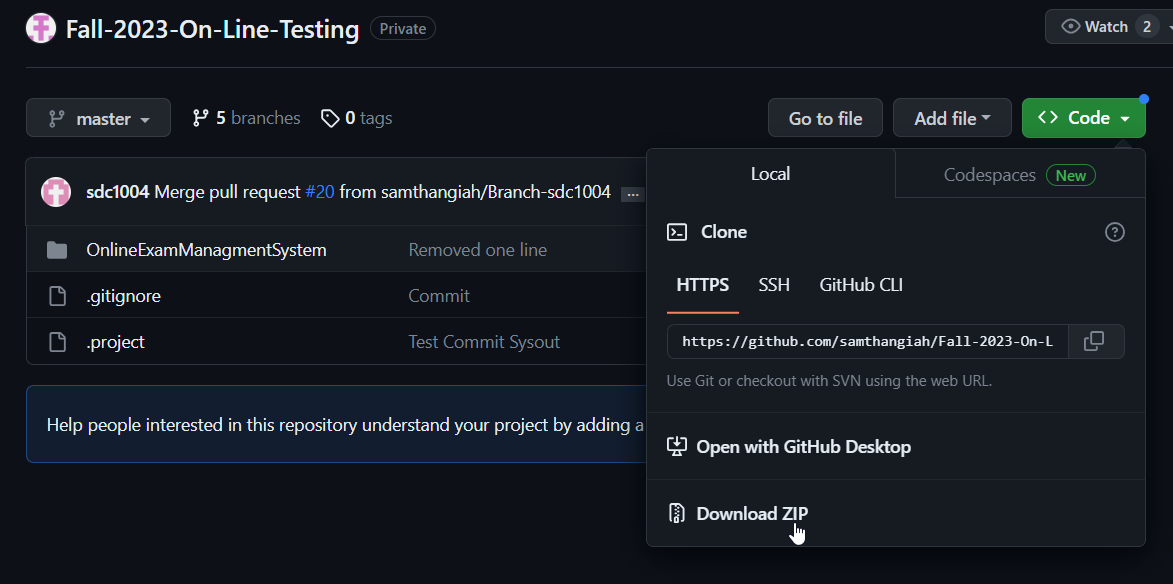 Fall-2023-On-Line-Testing Private Watch 2
master 5 branches 0 tags Go to file Add file Code
sdc1004 Merge pull request #20 from samthangiah/Branch-sdc1004 ...
OnlineExamManagmentSystem Removed one line
.gitignore Commit
.project Test Commit Sysout
Help people interested in this repository understand your project by adding a
Local Codespaces New
Clone
HTTPS SSH GitHub CLI
https://github.com/samthangiah/Fall-2023-On-L
Use Git or checkout with SVN using the web URL.
Open with GitHub Desktop
Download ZIP